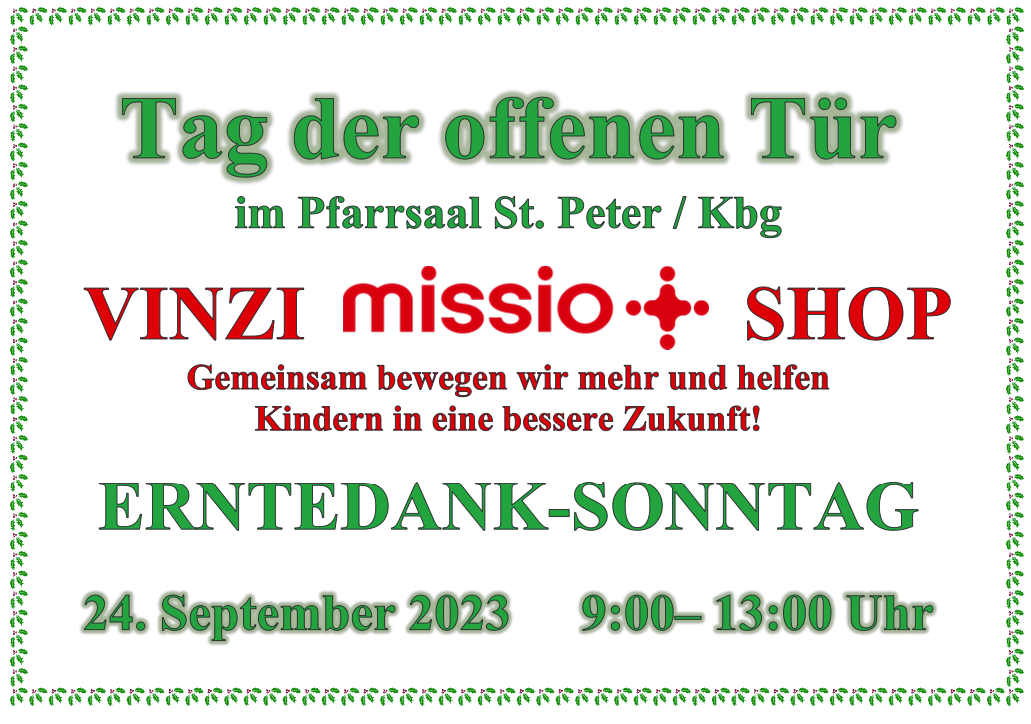 Tag der offenen Tür
im Pfarrsaal St. Peter / Kbg
VINZI missio SHOP
Gemeinsam bewegen wir mehr und helfen
Kindern in eine bessere Zukunft!
ERNTEDANK-SONNTAG
24. September 2023 9:00– 13:00 Uhr